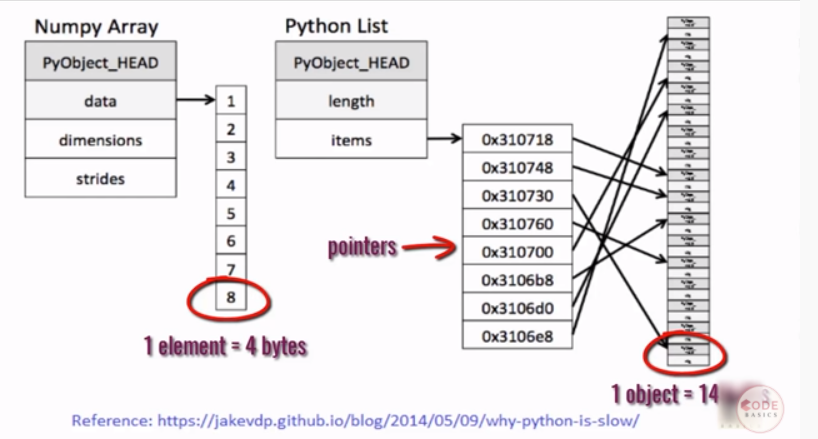 Numpy Array
PyObject_HEAD
data
dimensions
strides
1
2
3
4
5
6
7
8
1 element = 4 bytes
Python List
PyObject_HEAD
length
items
0x310718
0x310748
0x310730
0x310760
0x310700
0x3106b8
0x3106d0
0x3106e8
pointers
1 object = 14
CODE
BASICS
Reference: https://jakevdp.github.io/blog/2014/05/09/why-python-is-slow/